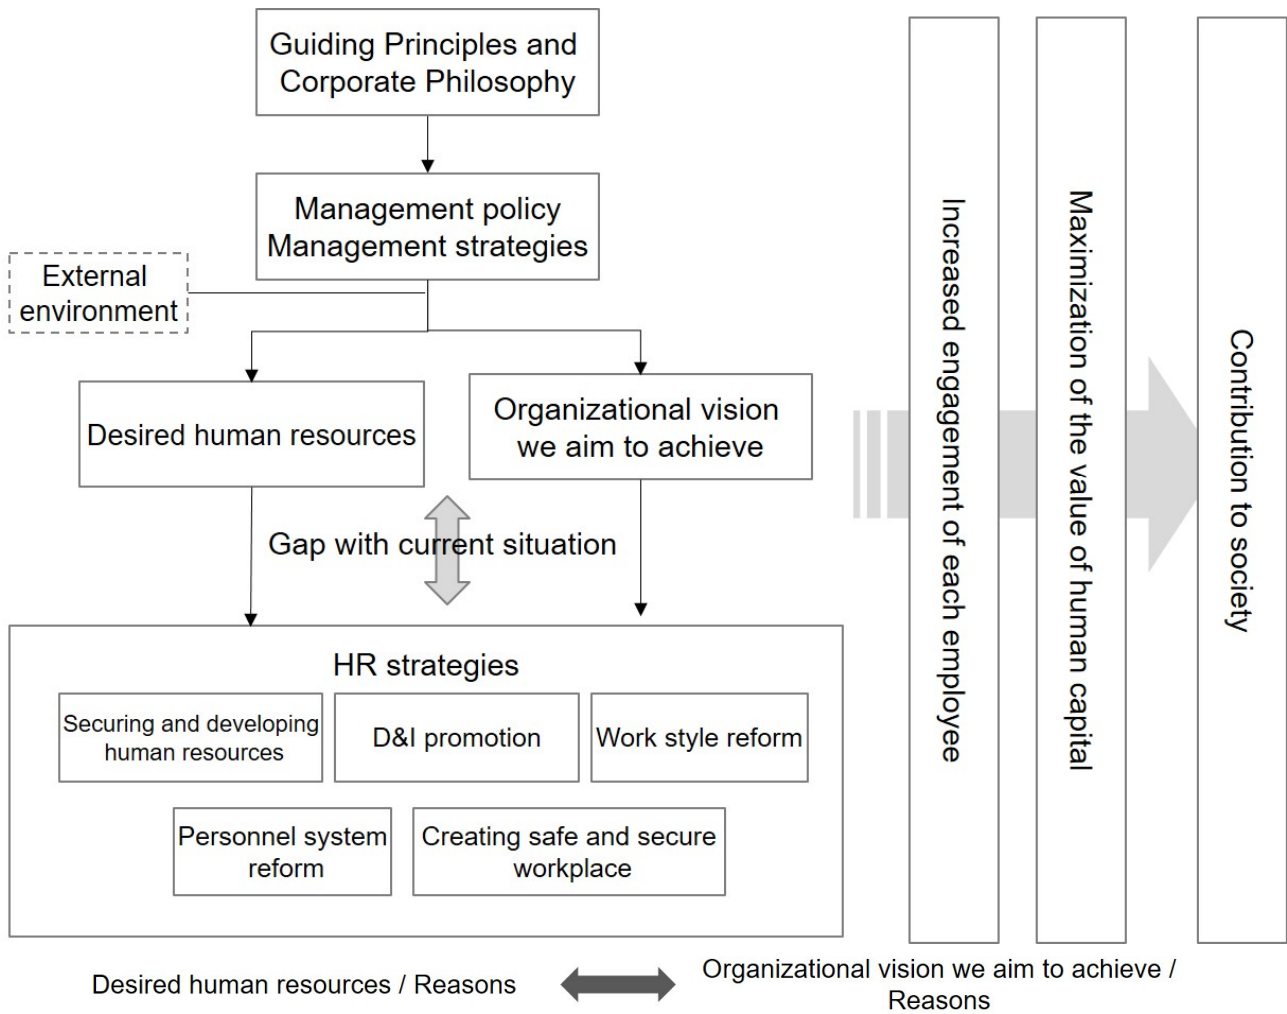 Guiding Principles and
Corporate Philosophy
Management policy
Management strategies
External
environment
Desired human resources
Organizational vision
we aim to achieve
Gap with current situation
HR strategies
Securing and developing
human resources
D&I promotion
Work style reform
Personnel system
reform
Creating safe and secure
workplace
Increased engagement of each employee
Maximization of the value of human capital
Contribution to society
Desired human resources / Reasons
Organizational vision we aim to achieve /
Reasons